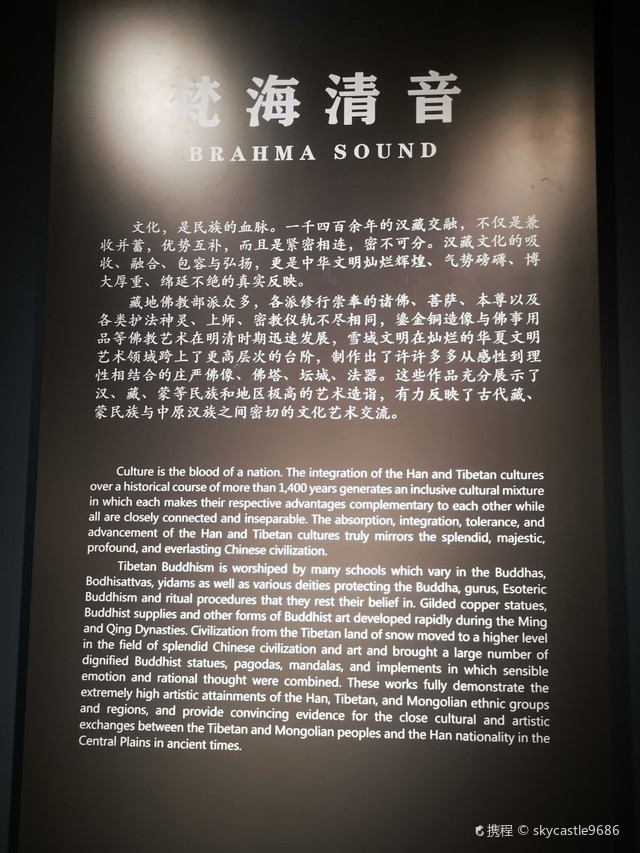 梵海清音
BRAHMA SOUND
文化，是民族的血脉。一千四百余年的汉藏交融，不仅是兼
收并蓄，优势互补，而且是紧密相连，密不可分。汉藏文化的吸
收、融合、包容与弘扬，更是中华文明灿烂辉煌、气势磅礴、博
大厚重、绵延不绝的真实反映。
藏地佛教部派众多，各派修行崇奉的诸佛、菩萨、本尊以及
各类护法神灵、上师、密教仪轨不尽相同，鎏金铜造像与佛事用
品等佛教艺术在明清时期迅速发展，雪域文明在灿烂的华夏文明
艺术领域跨上了更高层次的台阶，制作出了许许多多从感性到理
性相结合的庄严佛像、佛塔、坛城、法器。这些作品充分展示了
汉、藏、蒙等民族和地区极高的艺术造诣，有力反映了古代藏、
蒙民族与中原汉族之间密切的文化艺术交流。
Culture is the blood of a nation. The integration of the Han and Tibetan cultures
over a historical course of more than 1,400 years generates an inclusive cultural mixture
in which each makes their respective advantages complementary to each other while
all are closely connected and inseparable. The absorption, integration, tolerance, and
advancement of the Han and Tibetan cultures truly mirrors the splendid, majestic,
profound, and everlasting Chinese civilization.
Tibetan Buddhism is worshiped by many schools which vary in the Buddhas,
Bodhisattvas, yidams as well as various deities protecting the Buddha, gurus, Esoteric
Buddhism and ritual procedures that they rest their belief in. Gilded copper statues,
Buddhist supplies and other forms of Buddhist art developed rapidly during the Ming
and Qing Dynasties. Civilization from the Tibetan land of snow moved to a higher level
in the field of splendid Chinese civilization and art and brought a large number of
dignified Buddhist statues, pagodas, mandalas, and implements in which sensible
emotion and rational thought were combined. These works fully demonstrate the
extremely high artistic attainments of the Han, Tibetan, and Mongolian ethnic groups
and regions, and provide convincing evidence for the close cultural and artistic
exchanges between the Tibetan and Mongolian peoples and the Han nationality in the
Central Plains in ancient times.
携程 © skycastle9686